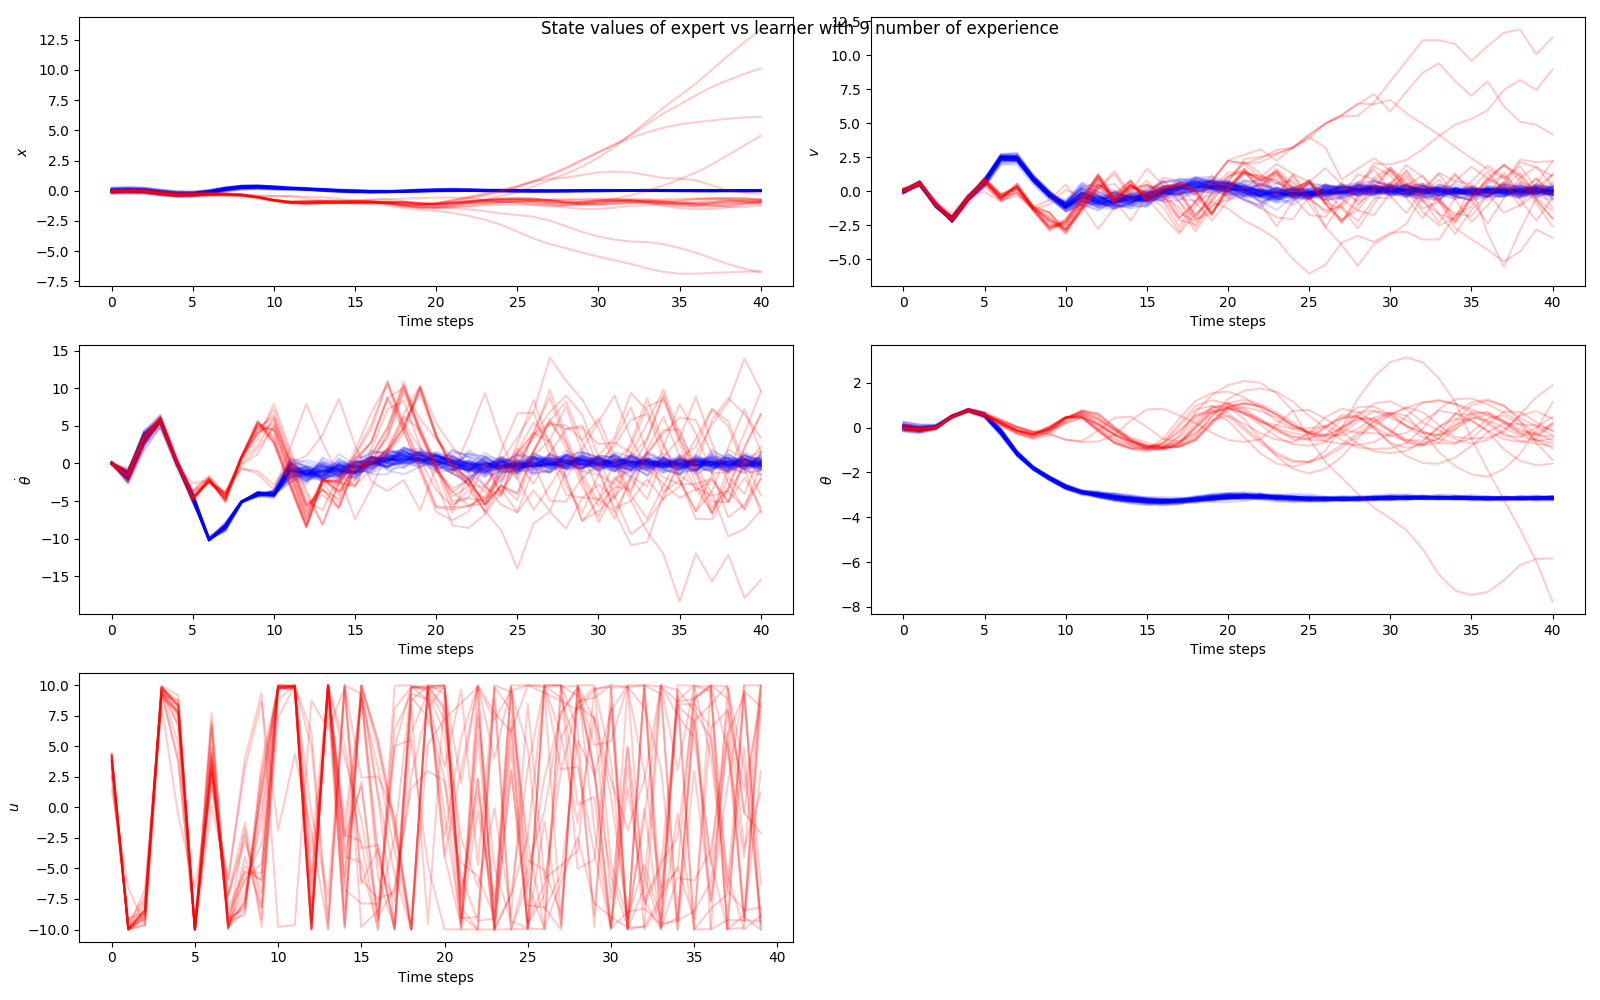 State values of expert vs learner with 9 number of experience
12.5
10.0
7.5
5.0
2.5
0.0
−2.5
−5.0
−7.5
x
0 5 10 15 20 25 30 35 40
Time steps
12.5
10.0
7.5
5.0
2.5
0.0
−2.5
−5.0
v
0 5 10 15 20 25 30 35 40
Time steps
15
10
5
0
−5
−10
−15
θ̇
0 5 10 15 20 25 30 35 40
Time steps
2
0
−2
−4
−6
−8
θ
0 5 10 15 20 25 30 35 40
Time steps
10.0
7.5
5.0
2.5
0.0
−2.5
−5.0
−7.5
−10.0
u
0 5 10 15 20 25 30 35 40
Time steps